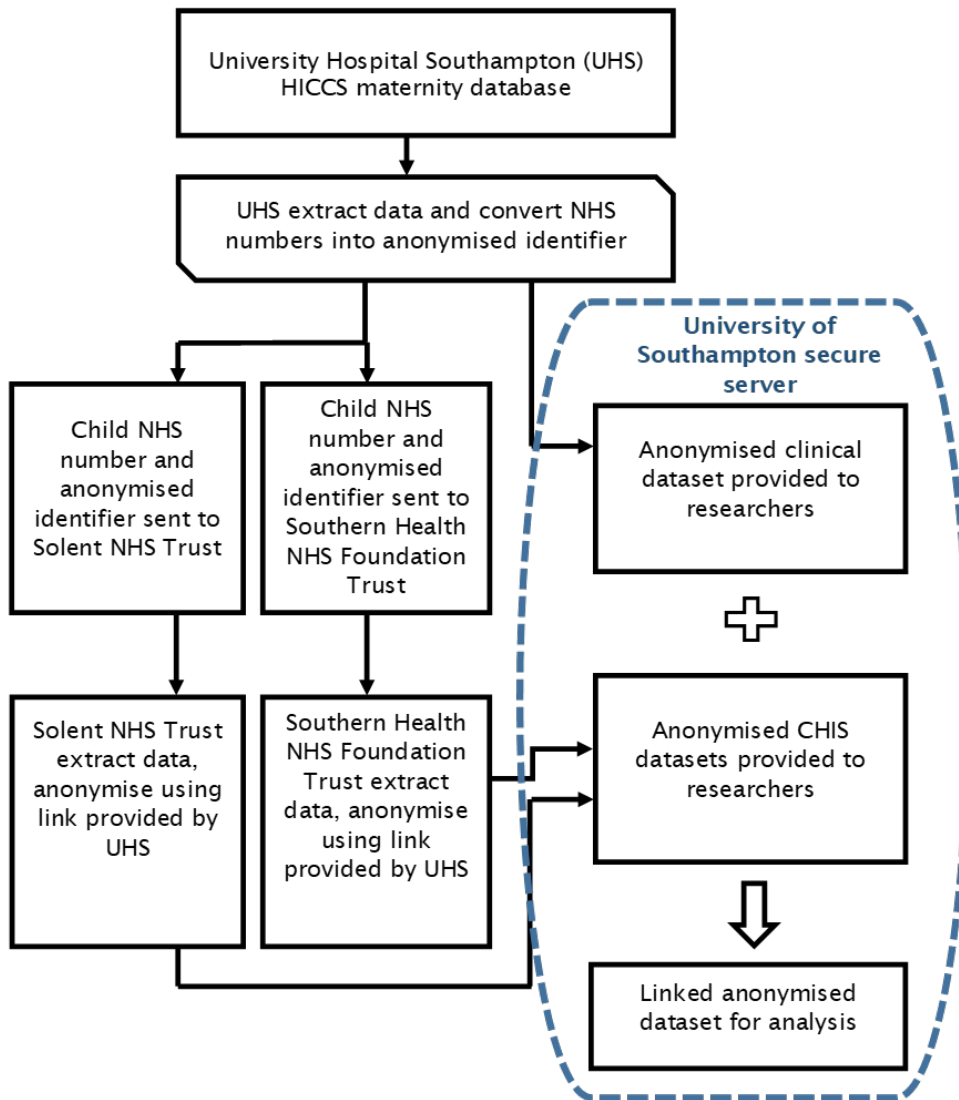 University Hospital Southampton (UHS)
HICCS maternity database
UHS extract data and convert NHS
numbers into anonymised identifier
University of
Southampton secure
server
Child NHS
number and
anonymised
identifier sent to
Solent NHS Trust
Child NHS
number and
anonymised
identifier sent to
Southern Health
NHS Foundation
Trust
Anonymised clinical
dataset provided to
researchers
Solent NHS Trust
extract data,
anonymise using
link provided by
UHS
Southern Health
NHS Foundation
Trust extract
data, anonymise
using link
provided by UHS
Anonymised CHIS
datasets provided to
researchers
Linked anonymised
dataset for analysis